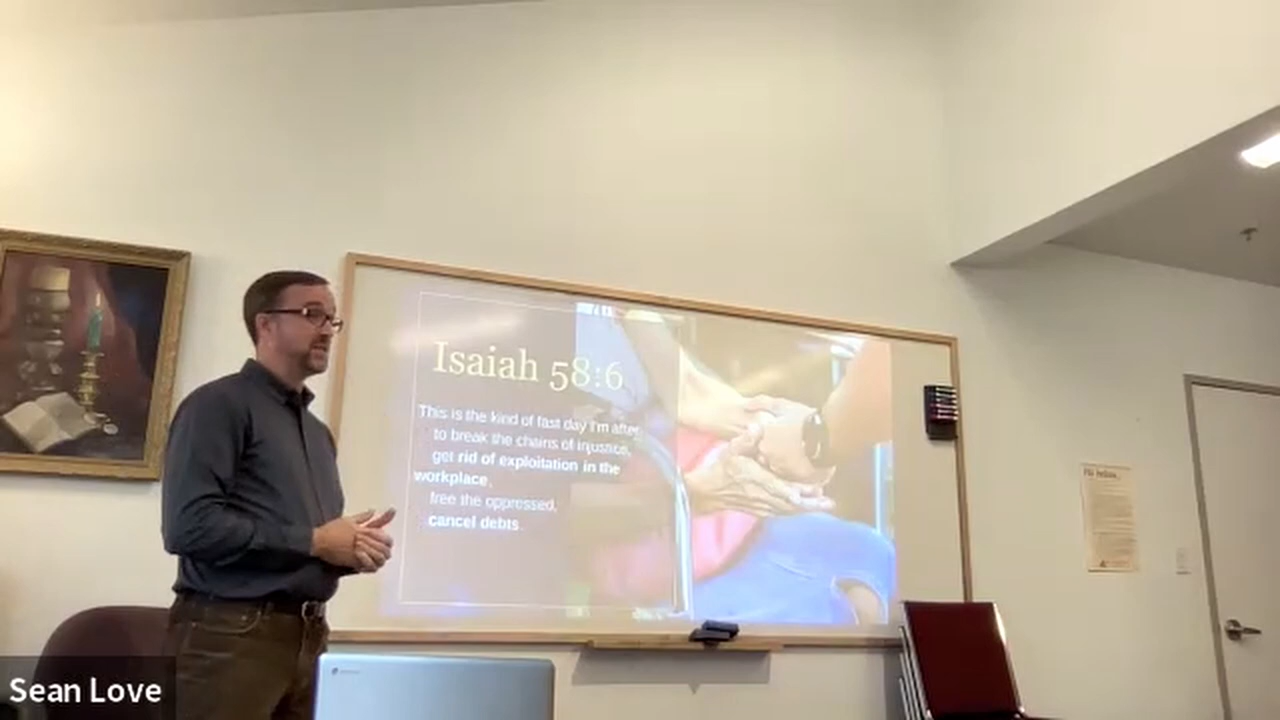 Isaiah 58:6
This is the kind of fast day I'm after:
to break the chains of injustice,
get rid of exploitation in the
workplace,
free the oppressed,
cancel debts.
Sean Love